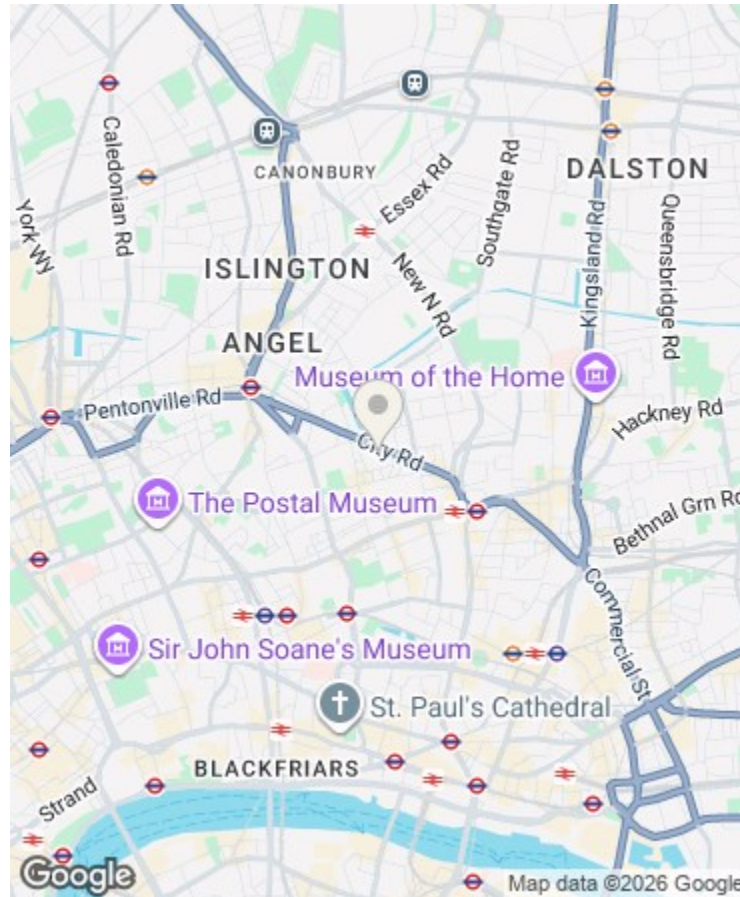 Caledonian Rd
York Wy
CANONBURY
Essex Rd
Southgate Rd
DALSTON
Queensbridge Rd
ISLINGTON
New N Rd
Kingsland Rd
ANGEL
Museum of the Home
Pentonville Rd
City Rd
Hackney Rd
The Postal Museum
Bethnal Grn Rd
Commercial St
Sir John Soane's Museum
St. Paul's Cathedral
BLACKFRIARS
Strand
Google
Map data ©2026 Google